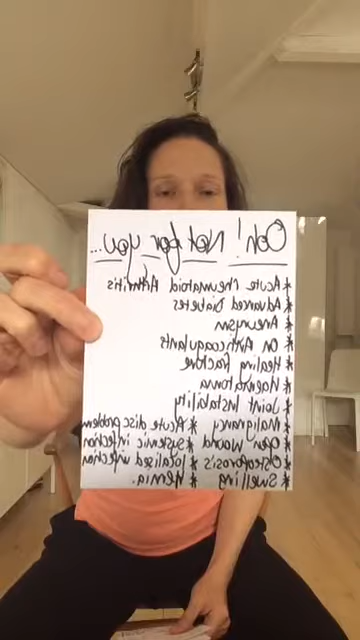 Ooh! Not for you...
* Acute rheumatoid Arthritis
* Advanced Diabetes
* Aneurysm
* On Anticoagulants
* Healing fracture
* Haematoma
* Joint Instability
* Malignancy * Acute disc problem
* Open wound * Systemic infection
* Osteoporosis * Localised infection
* Swelling * Hernia.